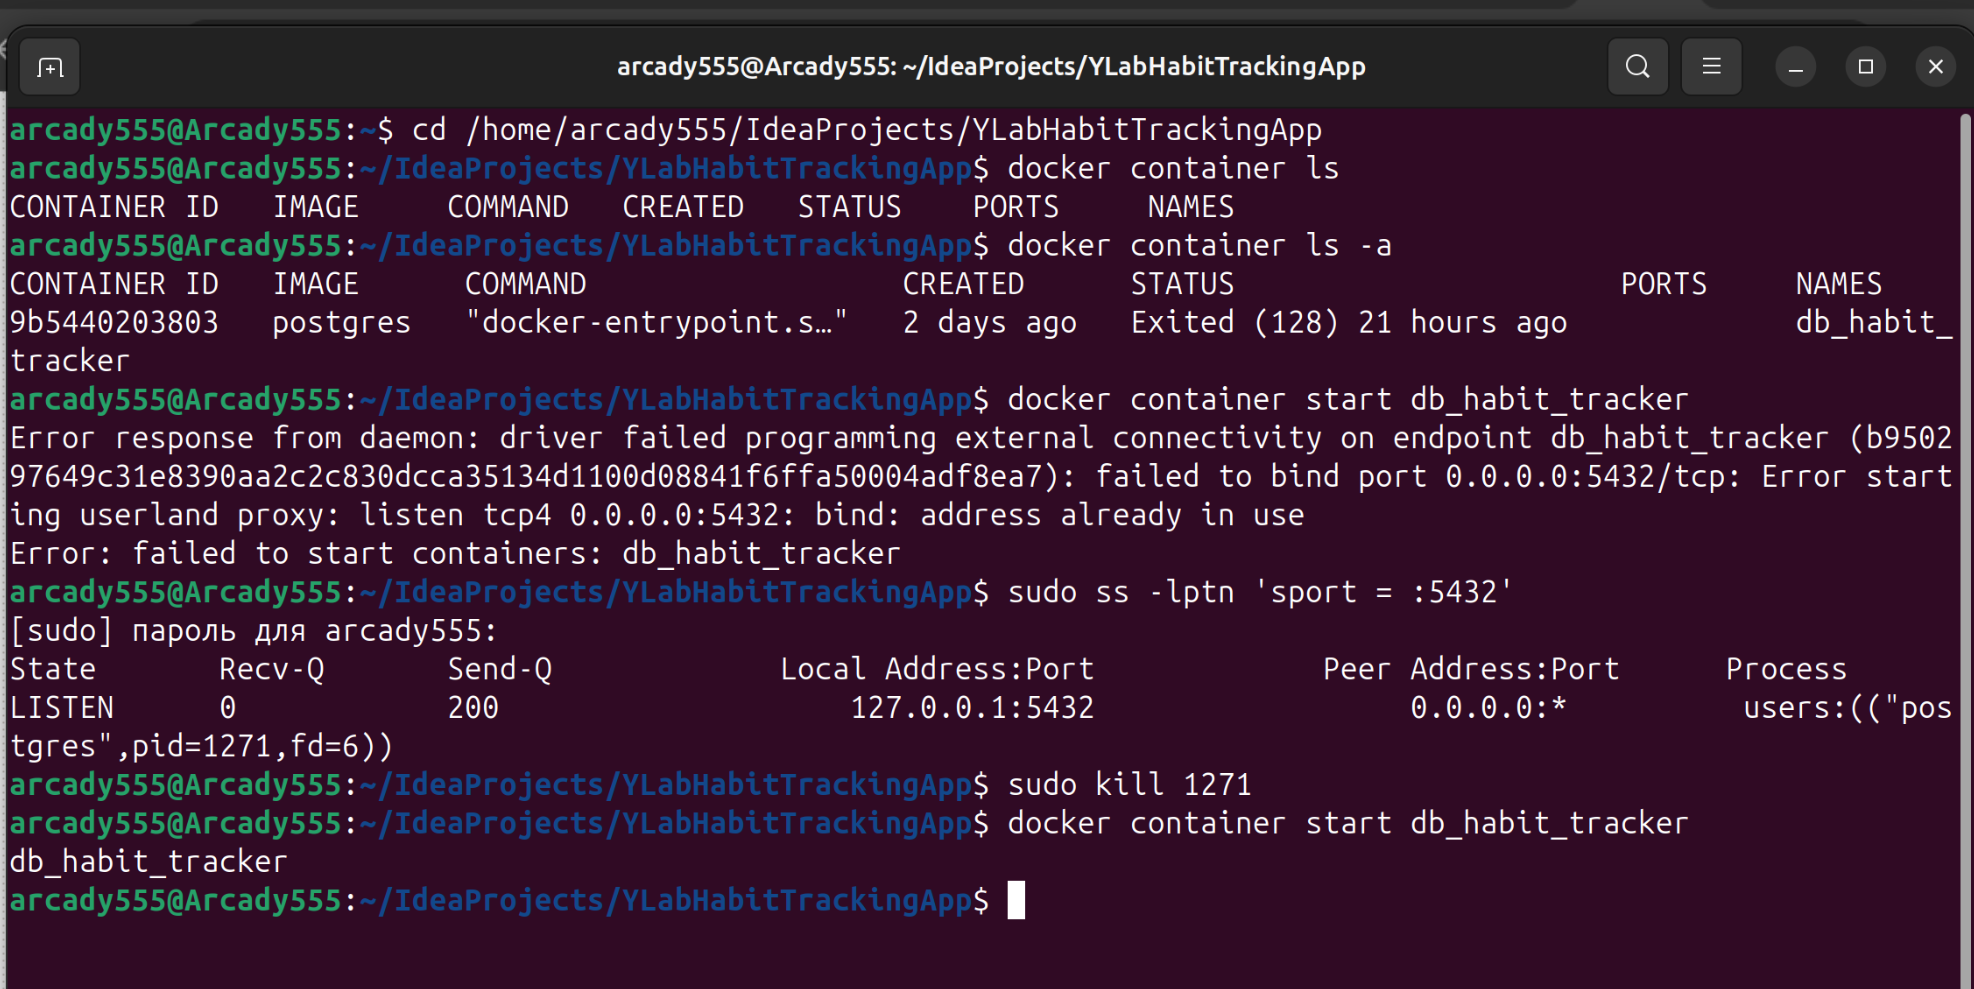 arcady555@Arcady555: ~/IdeaProjects/YLabHabitTrackingApp
arcady555@Arcady555:~$ cd /home/arcady555/IdeaProjects/YLabHabitTrackingApp
arcady555@Arcady555:~/IdeaProjects/YLabHabitTrackingApp$ docker container ls
CONTAINER ID   IMAGE     COMMAND   CREATED   STATUS    PORTS     NAMES
arcady555@Arcady555:~/IdeaProjects/YLabHabitTrackingApp$ docker container ls -a
CONTAINER ID   IMAGE      COMMAND                  CREATED      STATUS                      PORTS     NAMES
9b5440203803   postgres   "docker-entrypoint.s…"   2 days ago   Exited (128) 21 hours ago             db_habit_
tracker
arcady555@Arcady555:~/IdeaProjects/YLabHabitTrackingApp$ docker container start db_habit_tracker
Error response from daemon: driver failed programming external connectivity on endpoint db_habit_tracker (b9502
97649c31e8390aa2c2c830dcca35134d1100d08841f6ffa50004adf8ea7): failed to bind port 0.0.0.0:5432/tcp: Error start
ing userland proxy: listen tcp4 0.0.0.0:5432: bind: address already in use
Error: failed to start containers: db_habit_tracker
arcady555@Arcady555:~/IdeaProjects/YLabHabitTrackingApp$ sudo ss -lptn 'sport = :5432'
[sudo] пароль для arcady555:
State       Recv-Q       Send-Q             Local Address:Port             Peer Address:Port      Process
LISTEN      0            200                    127.0.0.1:5432                  0.0.0.0:*          users:(("pos
tgres",pid=1271,fd=6))
arcady555@Arcady555:~/IdeaProjects/YLabHabitTrackingApp$ sudo kill 1271
arcady555@Arcady555:~/IdeaProjects/YLabHabitTrackingApp$ docker container start db_habit_tracker
db_habit_tracker
arcady555@Arcady555:~/IdeaProjects/YLabHabitTrackingApp$